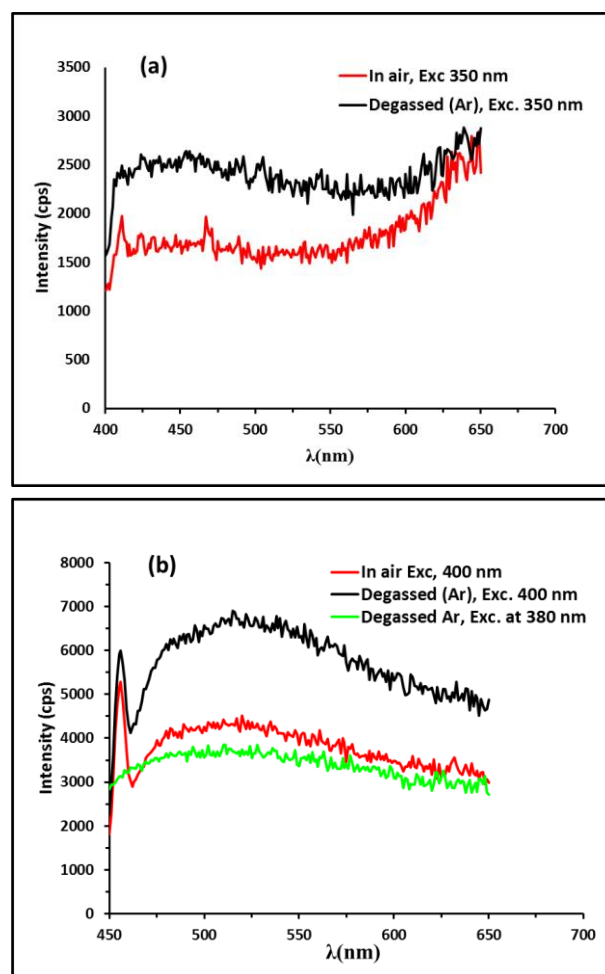 (a)
In air, Exc 350 nm
Degassed (Ar), Exc. 350 nm
Intensity (cps)
3500
3000
2500
2000
1500
1000
500
0
400 450 500 550 600 650 700
λ(nm)
(b)
In air Exc, 400 nm
Degassed (Ar), Exc. 400 nm
Degassed Ar, Exc. at 380 nm
Intensity (cps)
8000
7000
6000
5000
4000
3000
2000
1000
0
450 500 550 600 650 700
λ(nm)